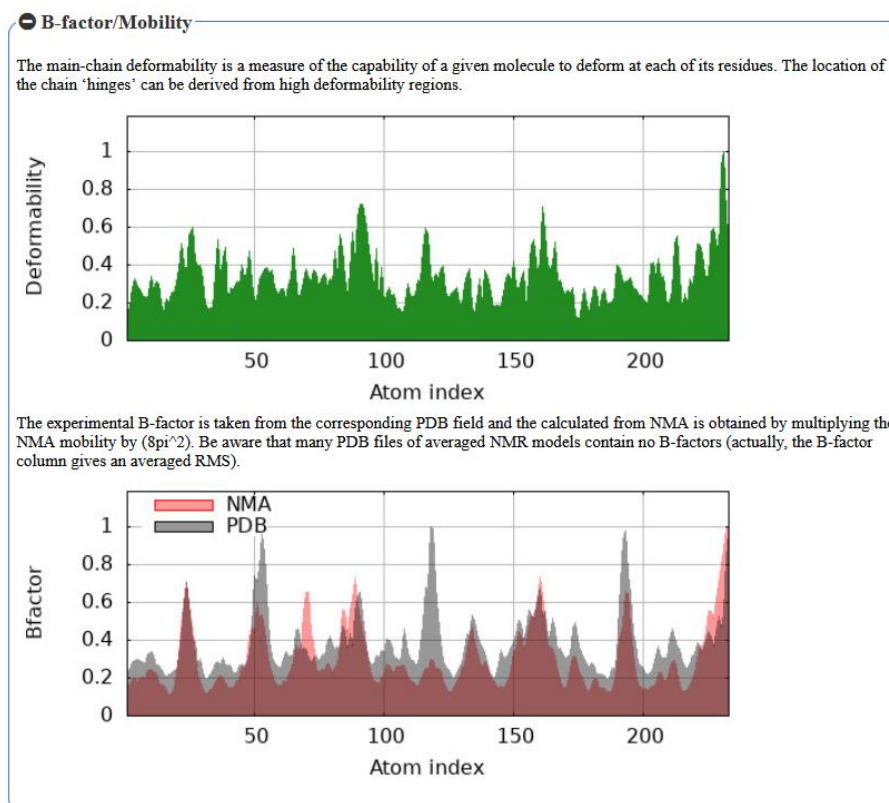 B-factor/Mobility
The main-chain deformability is a measure of the capability of a given molecule to deform at each of its residues. The location of
the chain ‘hinges’ can be derived from high deformability regions.
1
0.8
0.6
0.4
0.2
0
Deformability
50 100 150 200
Atom index
The experimental B-factor is taken from the corresponding PDB field and the calculated from NMA is obtained by multiplying the
NMA mobility by (8pi^2). Be aware that many PDB files of averaged NMR models contain no B-factors (actually, the B-factor
column gives an averaged RMS).
NMA
PDB
1
0.8
0.6
0.4
0.2
0
Bfactor
50 100 150 200
Atom index